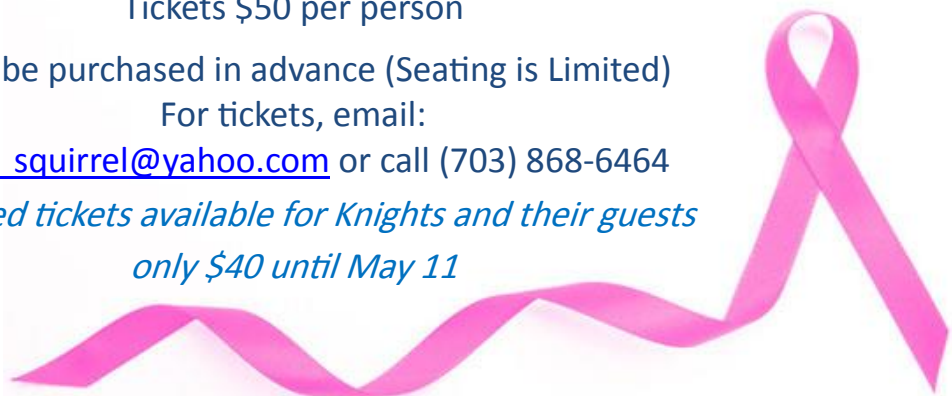 Tickets $50 per person
be purchased in advance (Seating is Limited)
For tickets, email:
_squirrel@yahoo.com or call (703) 868-6464
ed tickets available for Knights and their guests
only $40 until May 11